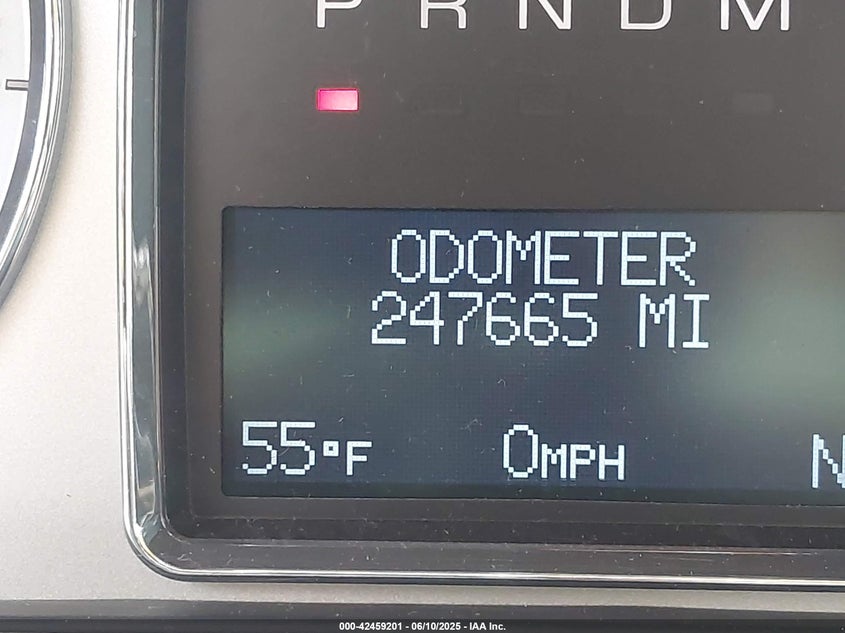 P R N D M
ODOMETER
247665 MI
55°F 0MPH N
000-42459201 - 06/10/2025 - IAA Inc.